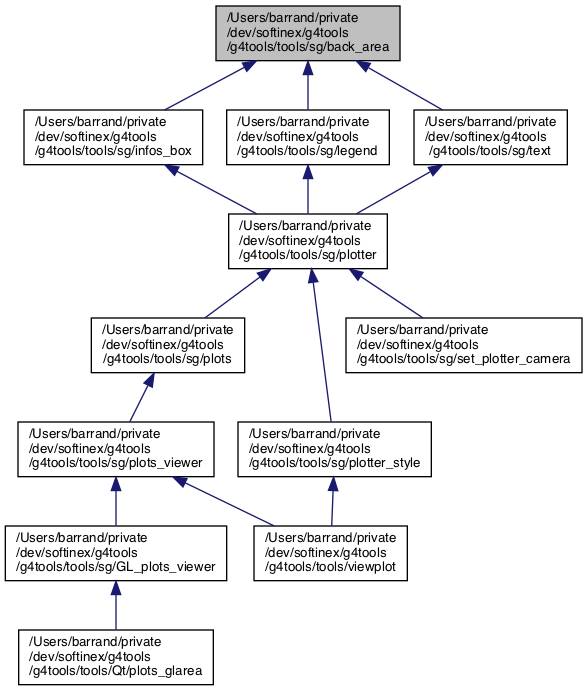 /Users/barrand/private
/dev/softinex/g4tools
/g4tools/tools/sg/back_area
/Users/barrand/private
/dev/softinex/g4tools
/g4tools/tools/sg/infos_box
/Users/barrand/private
/dev/softinex/g4tools
/g4tools/tools/sg/legend
/Users/barrand/private
/dev/softinex/g4tools
/g4tools/tools/sg/text
/Users/barrand/private
/dev/softinex/g4tools
/g4tools/tools/sg/plotter
/Users/barrand/private
/dev/softinex/g4tools
/g4tools/tools/sg/plots
/Users/barrand/private
/dev/softinex/g4tools
/g4tools/tools/sg/set_plotter_camera
/Users/barrand/private
/dev/softinex/g4tools
/g4tools/tools/sg/plots_viewer
/Users/barrand/private
/dev/softinex/g4tools
/g4tools/tools/sg/plotter_style
/Users/barrand/private
/dev/softinex/g4tools
/g4tools/tools/sg/GL_plots_viewer
/Users/barrand/private
/dev/softinex/g4tools
/g4tools/tools/viewplot
/Users/barrand/private
/dev/softinex/g4tools
/g4tools/tools/Qt/plots_glarea